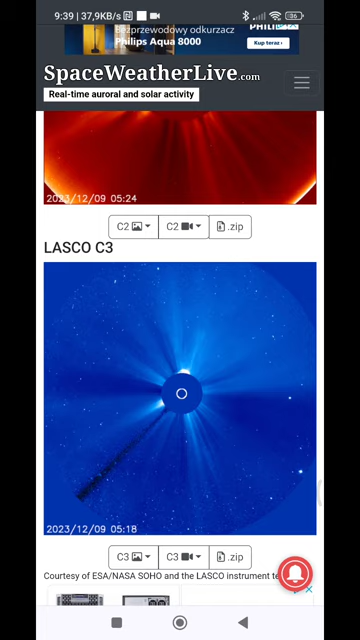 9:39 | 37,9KB/s
36
Bezprzewodowy odkurzacz
Philips Aqua 8000
Kup teraz ›
SpaceWeatherLive.com
Real-time auroral and solar activity
2023/12/09 05:24
C2 C2 .zip
LASCO C3
2023/12/09 05:18
C3 C3 .zip
Courtesy of ESA/NASA SOHO and the LASCO instrument